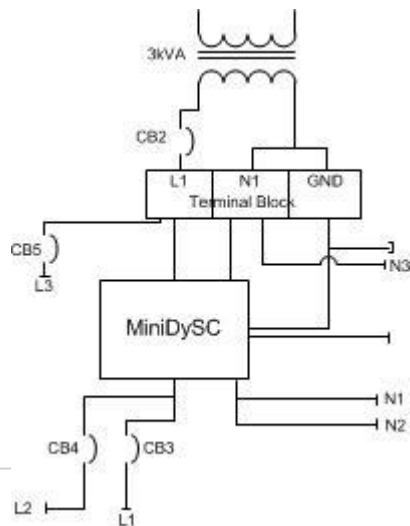 3kVA
CB2
L1 N1 GND
Terminal Block
CB5
L3
N3
MiniDySC
N1
N2
CB4
CB3
L2
L1